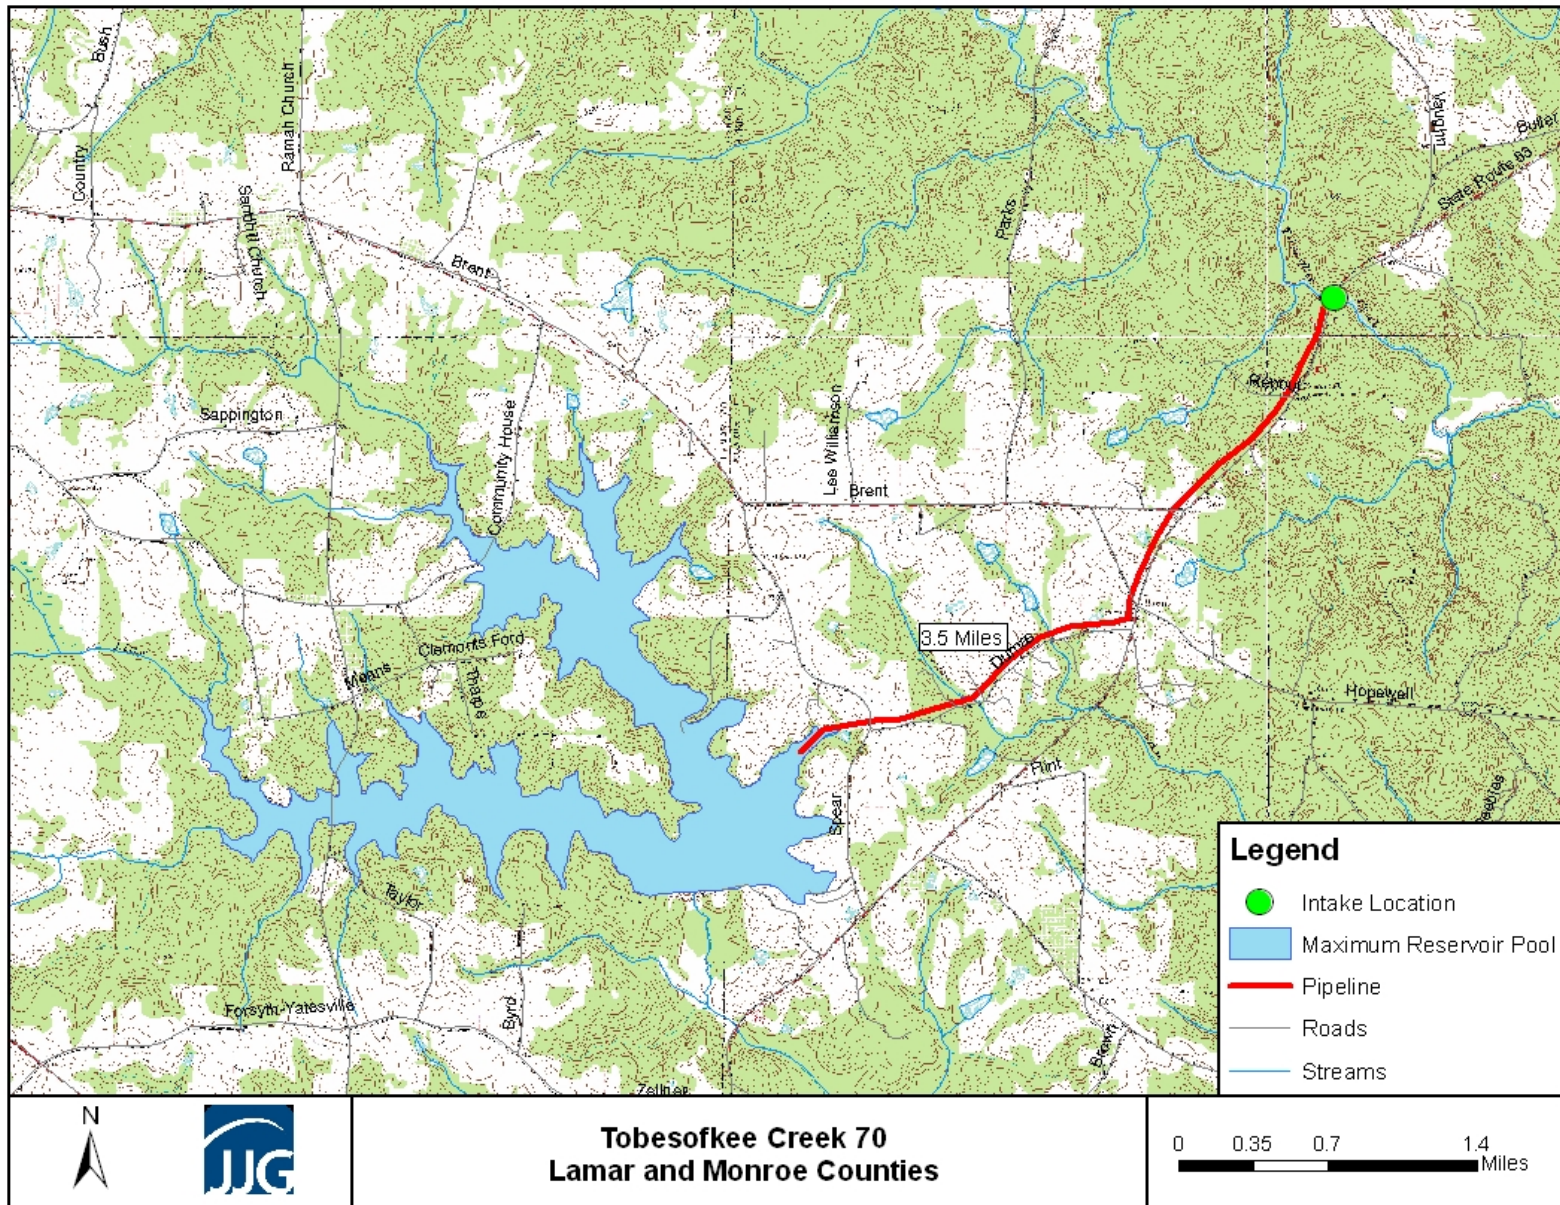 Bush
Ramah Church
Country
Sandhill Church
Brent
Parks
Vaughn
Butler
State Route 83
Sappington
Community House
Lee Williamson
Brent
3.5 Miles
Clements Ford
Means
Thaple
Hopewell
Flint
Spear
Taylor
Forsyth-Yatesville
Byrd
Brown
Zellner
Legend
Intake Location
Maximum Reservoir Pool
Pipeline
Roads
Streams
N
JJG
Tobesofkee Creek 70
Lamar and Monroe Counties
0 0.35 0.7 1.4
Miles